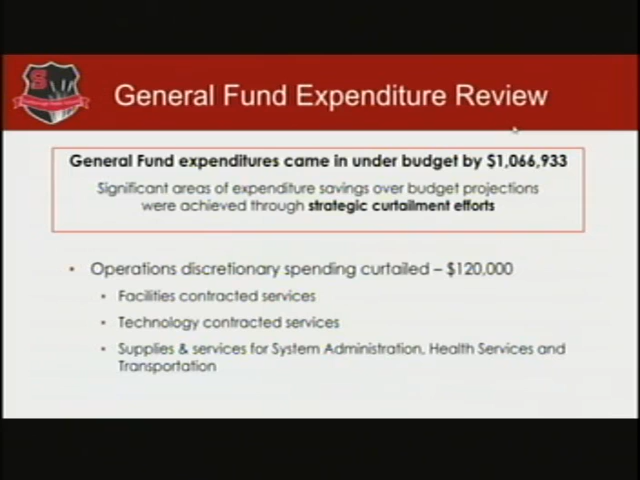 S
General Fund Expenditure Review
General Fund expenditures came in under budget by $1,066,933
Significant areas of expenditure savings over budget projections
were achieved through strategic curtailment efforts
• Operations discretionary spending curtailed – $120,000
• Facilities contracted services
• Technology contracted services
• Supplies & services for System Administration, Health Services and
Transportation